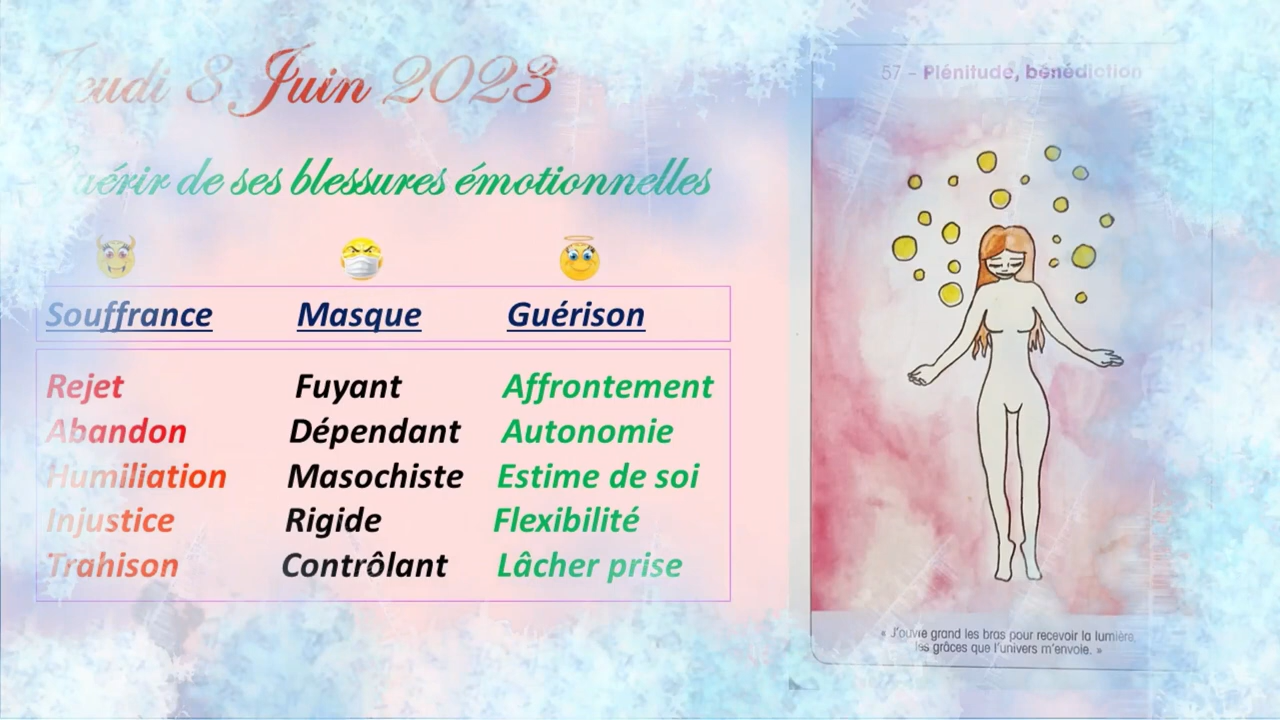 Jeudi 8 Juin 2023
Guérir de ses blessures émotionnelles
Souffrance Masque Guérison
Rejet Fuyant Affrontement
Abandon Dépendant Autonomie
Humiliation Masochiste Estime de soi
Injustice Rigide Flexibilité
Trahison Contrôlant Lâcher prise
57 - Plénitude, bénédiction
« J'ouvre grand les bras pour recevoir la lumière,
les grâces que l'univers m'envoie. »